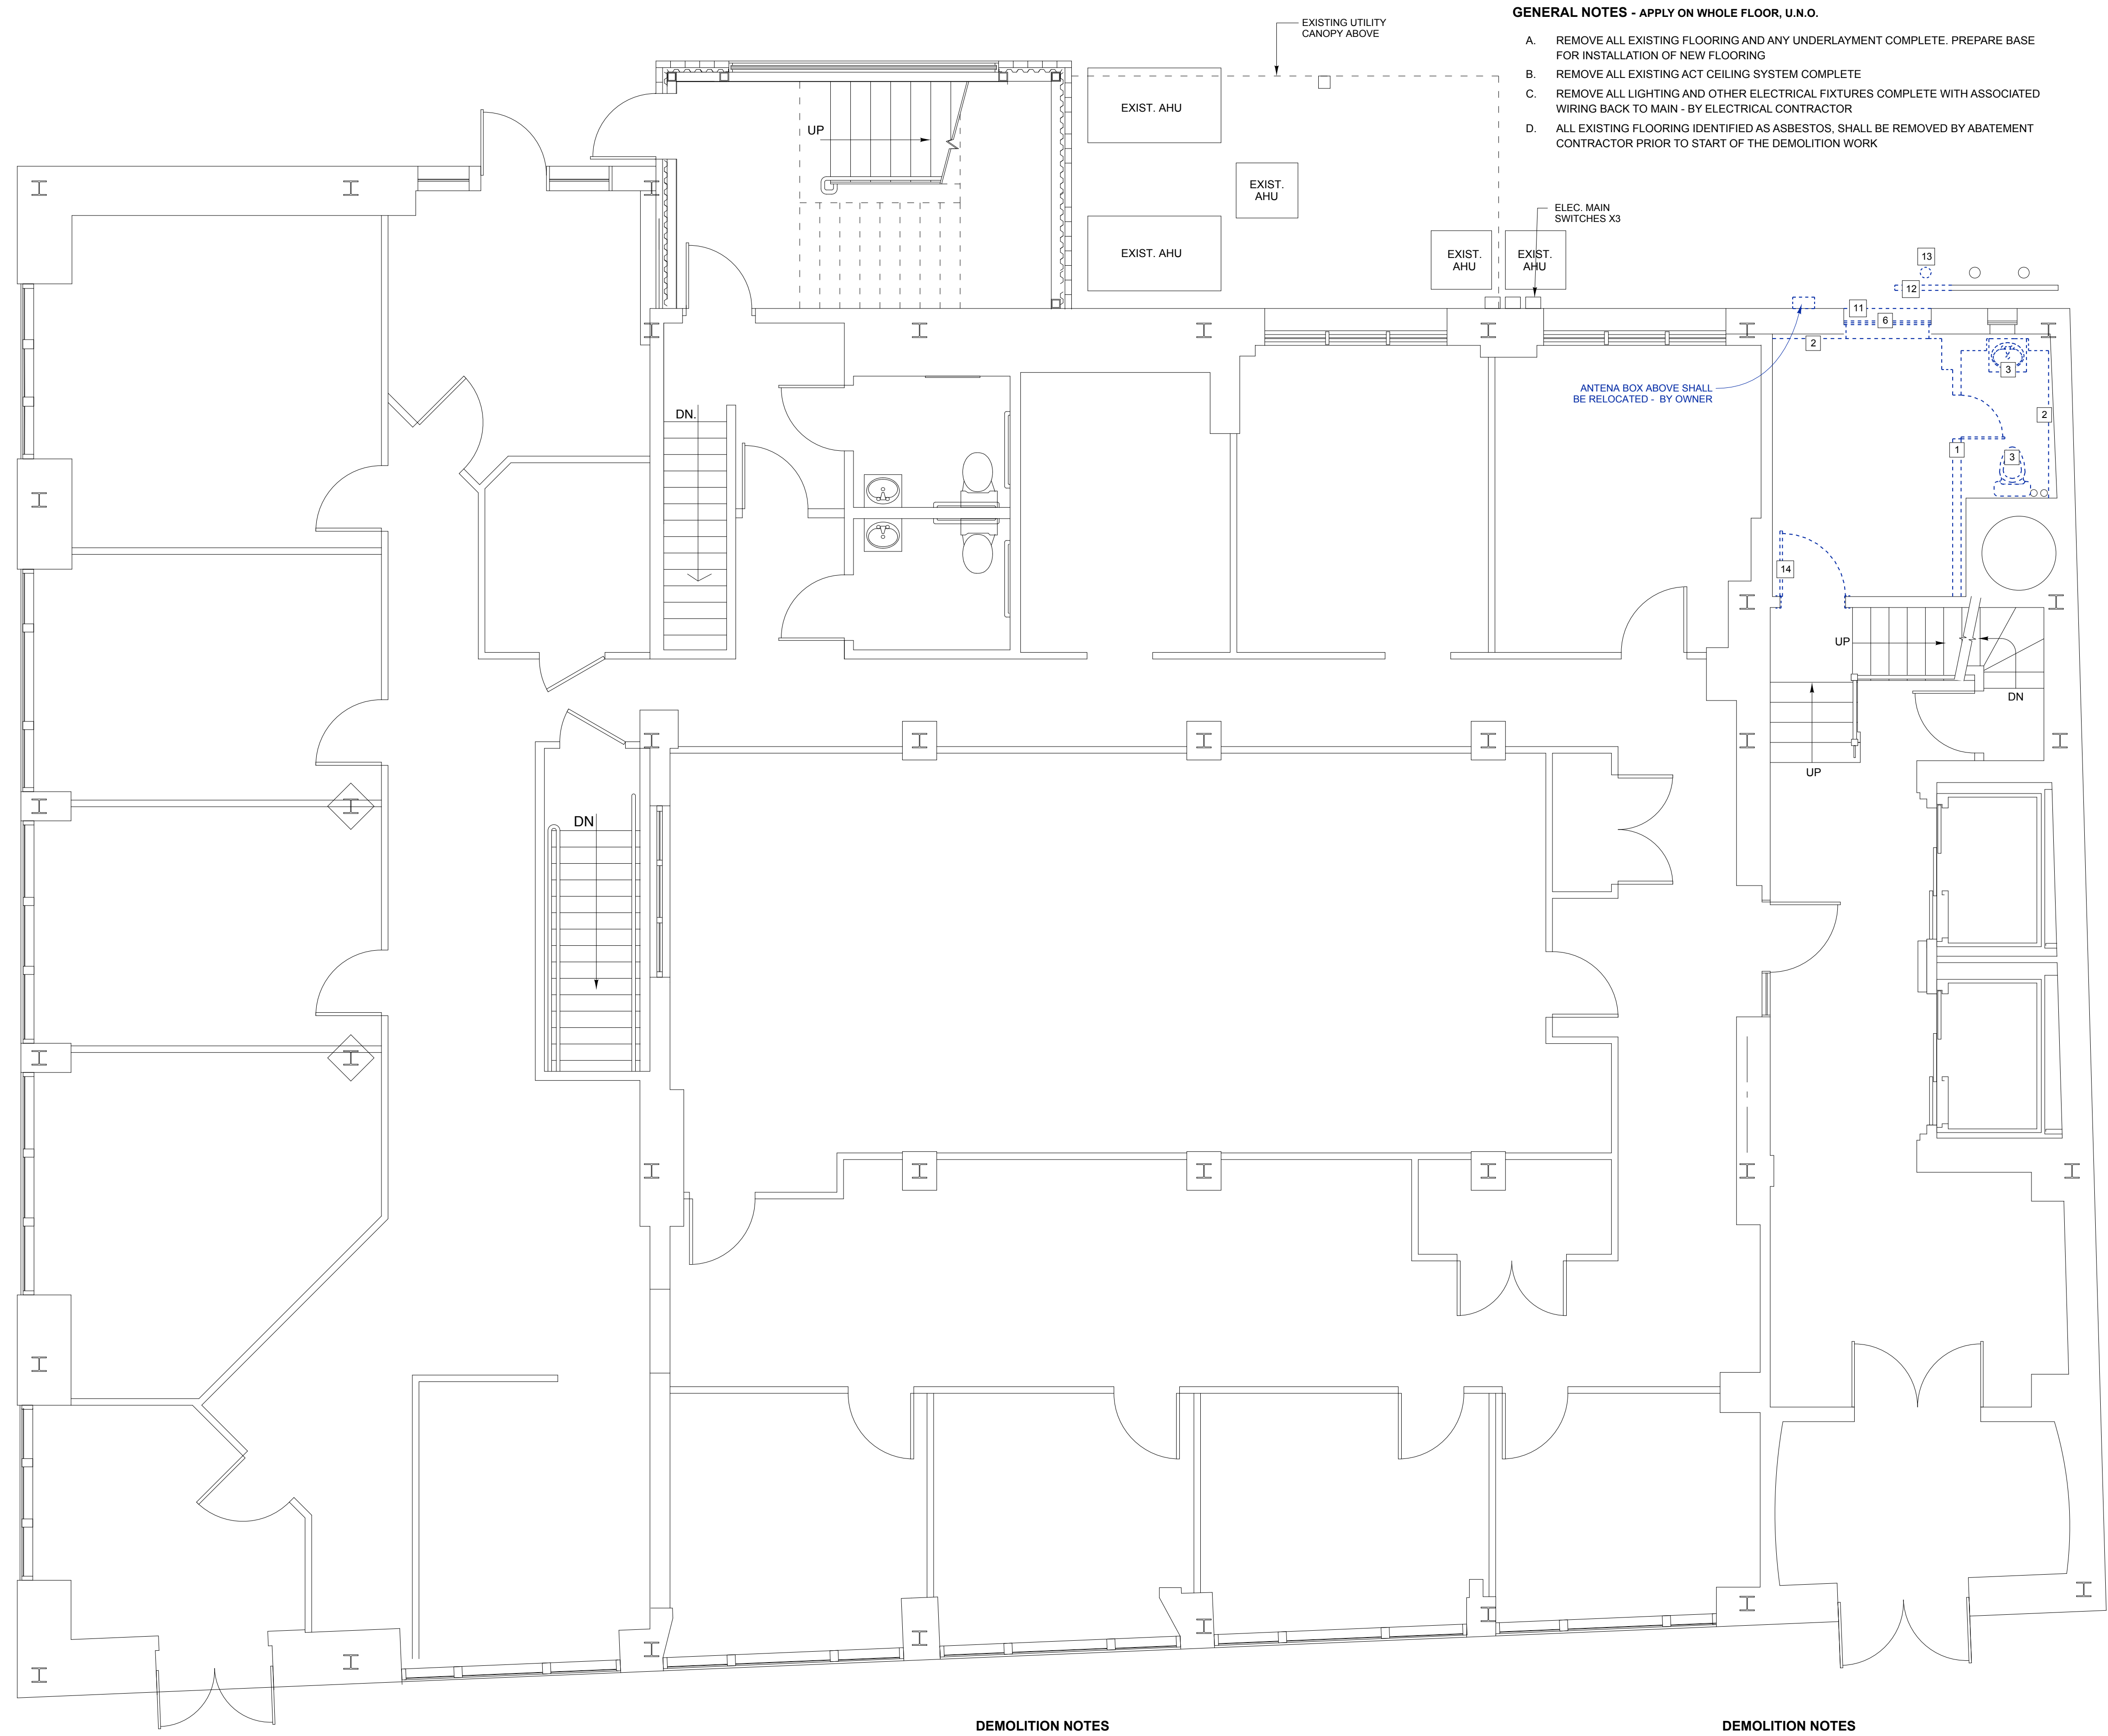 GENERAL NOTES - APPLY ON WHOLE FLOOR, U.N.O.
A. REMOVE ALL EXISTING FLOORING AND ANY UNDERLAYMENT COMPLETE. PREPARE BASE
FOR INSTALLATION OF NEW FLOORING
B. REMOVE ALL EXISTING ACT CEILING SYSTEM COMPLETE
C. REMOVE ALL LIGHTING AND OTHER ELECTRICAL FIXTURES COMPLETE WITH ASSOCIATED
WIRING BACK TO MAIN - BY ELECTRICAL CONTRACTOR
D. ALL EXISTING FLOORING IDENTIFIED AS ASBESTOS, SHALL BE REMOVED BY ABATEMENT
CONTRACTOR PRIOR TO START OF THE DEMOLITION WORK
EXISTING UTILITY
CANOPY ABOVE
EXIST. AHU
UP
EXIST.
AHU
ELEC. MAIN
SWITCHES X3
EXIST. AHU
EXIST.
AHU
EXIST.
AHU
13
12
11
6
2
3
ANTENA BOX ABOVE SHALL
BE RELOCATED - BY OWNER
2
DN.
1
3
14
UP
DN
UP
DN
DEMOLITION NOTES
DEMOLITION NOTES